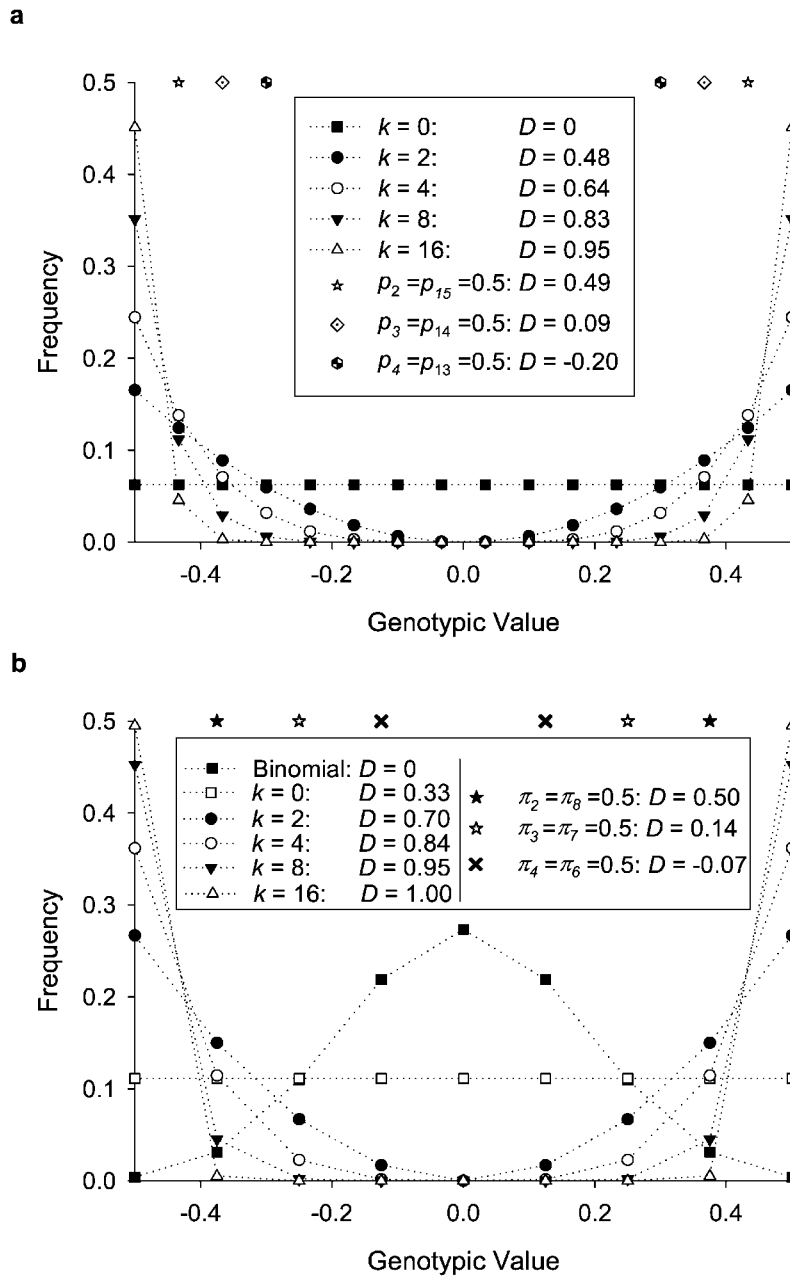 a
0.5
0.4
0.3
0.2
0.1
0.0
Frequency
k = 0: D = 0
k = 2: D = 0.48
k = 4: D = 0.64
k = 8: D = 0.83
k = 16: D = 0.95
p2 =p15 =0.5: D = 0.49
p3 =p14 =0.5: D = 0.09
p4 =p13 =0.5: D = -0.20
-0.4 -0.2 0.0 0.2 0.4
Genotypic Value
b
0.5
0.4
0.3
0.2
0.1
0.0
Frequency
Binomial: D = 0
k = 0: D = 0.33
k = 2: D = 0.70
k = 4: D = 0.84
k = 8: D = 0.95
k = 16: D = 1.00
π2 =π8 =0.5: D = 0.50
π3 =π7 =0.5: D = 0.14
π4 =π6 =0.5: D = -0.07
-0.4 -0.2 0.0 0.2 0.4
Genotypic Value